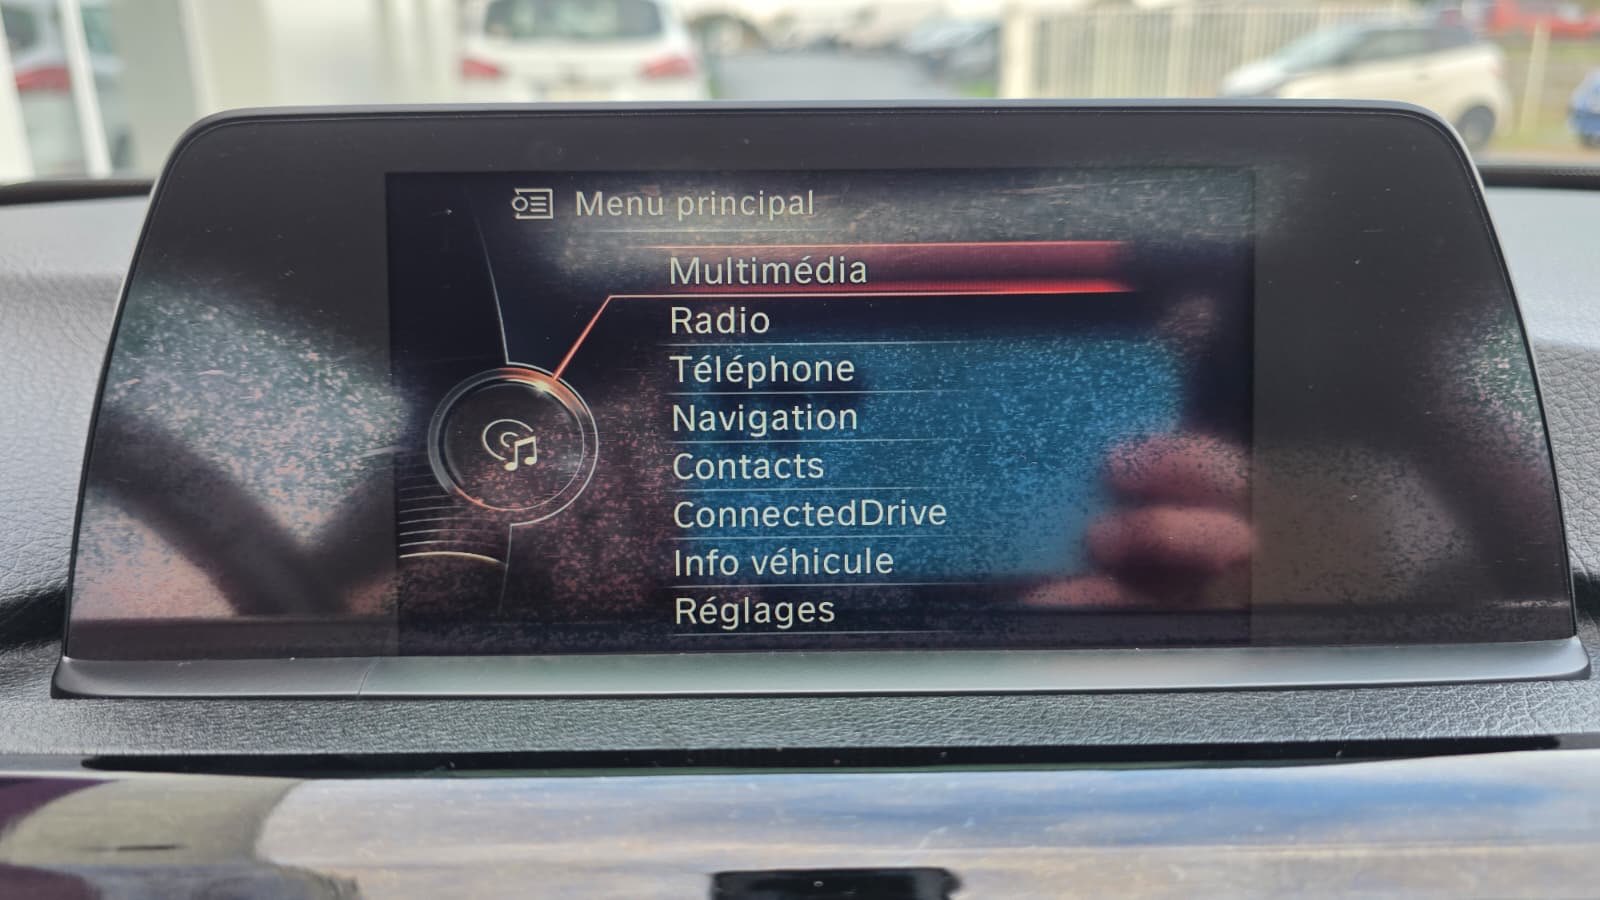 Menu principal
Multimédia
Radio
Téléphone
Navigation
Contacts
ConnectedDrive
Info véhicule
Réglages